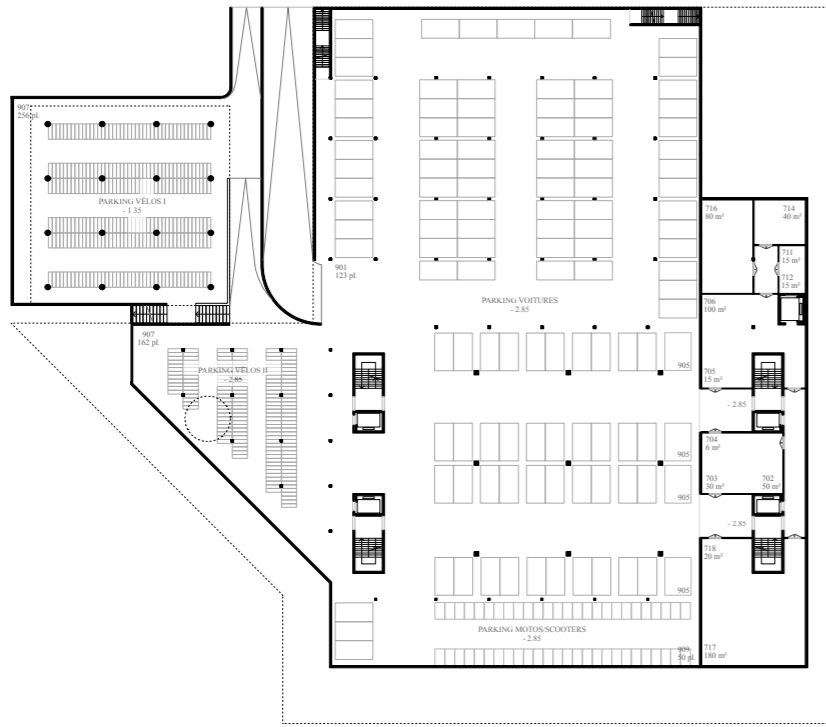 907
256 pl.
PARKING VÉLOS I
- 1.35
907
162 pl.
PARKING VÉLOS II
- 2.85
901
123 pl.
PARKING VOITURES
- 2.85
905
905
905
905
PARKING MOTOS/SCOOTERS
- 2.85
909
50 pl.
716
80 m²
714
40 m²
711
15 m²
712
15 m²
706
100 m²
705
15 m²
- 2.85
704
6 m²
703
30 m²
702
50 m²
- 2.85
718
20 m²
717
180 m²